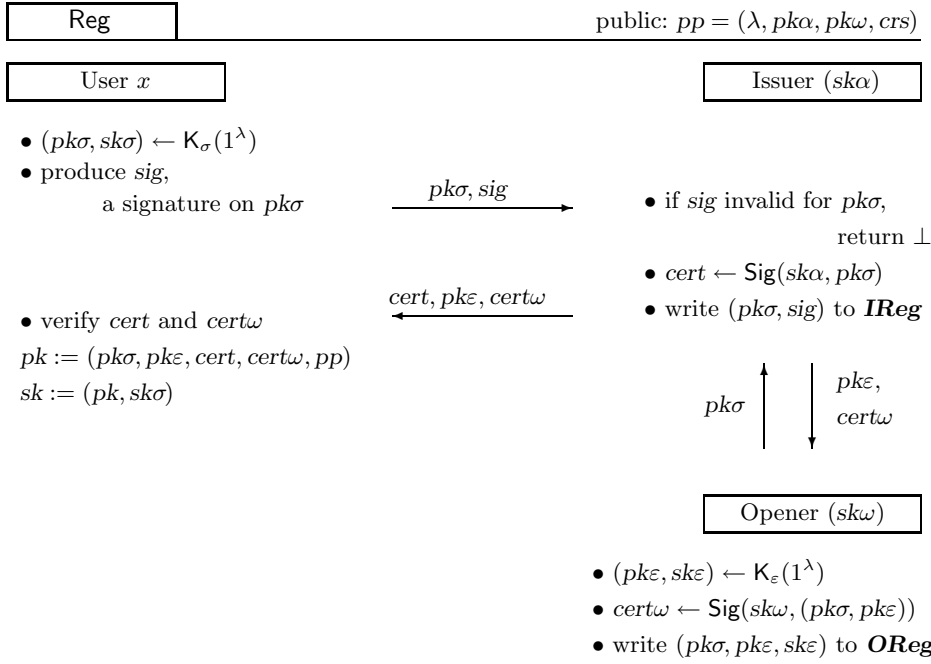 Reg
public: pp = (λ, pkα, pkω, crs)
User x
Issuer (skα)
• (pkσ, skσ) ← K_σ(1^λ)
• produce sig,
a signature on pkσ
pkσ, sig
• if sig invalid for pkσ,
return ⊥
• cert ← Sig(skα, pkσ)
• write (pkσ, sig) to IReg
cert, pkε, certω
• verify cert and certω
pk := (pkσ, pkε, cert, certω, pp)
sk := (pk, skσ)
pkσ
pkε,
certω
Opener (skω)
• (pkε, skε) ← K_ε(1^λ)
• certω ← Sig(skω, (pkσ, pkε))
• write (pkσ, pkε, skε) to OReg